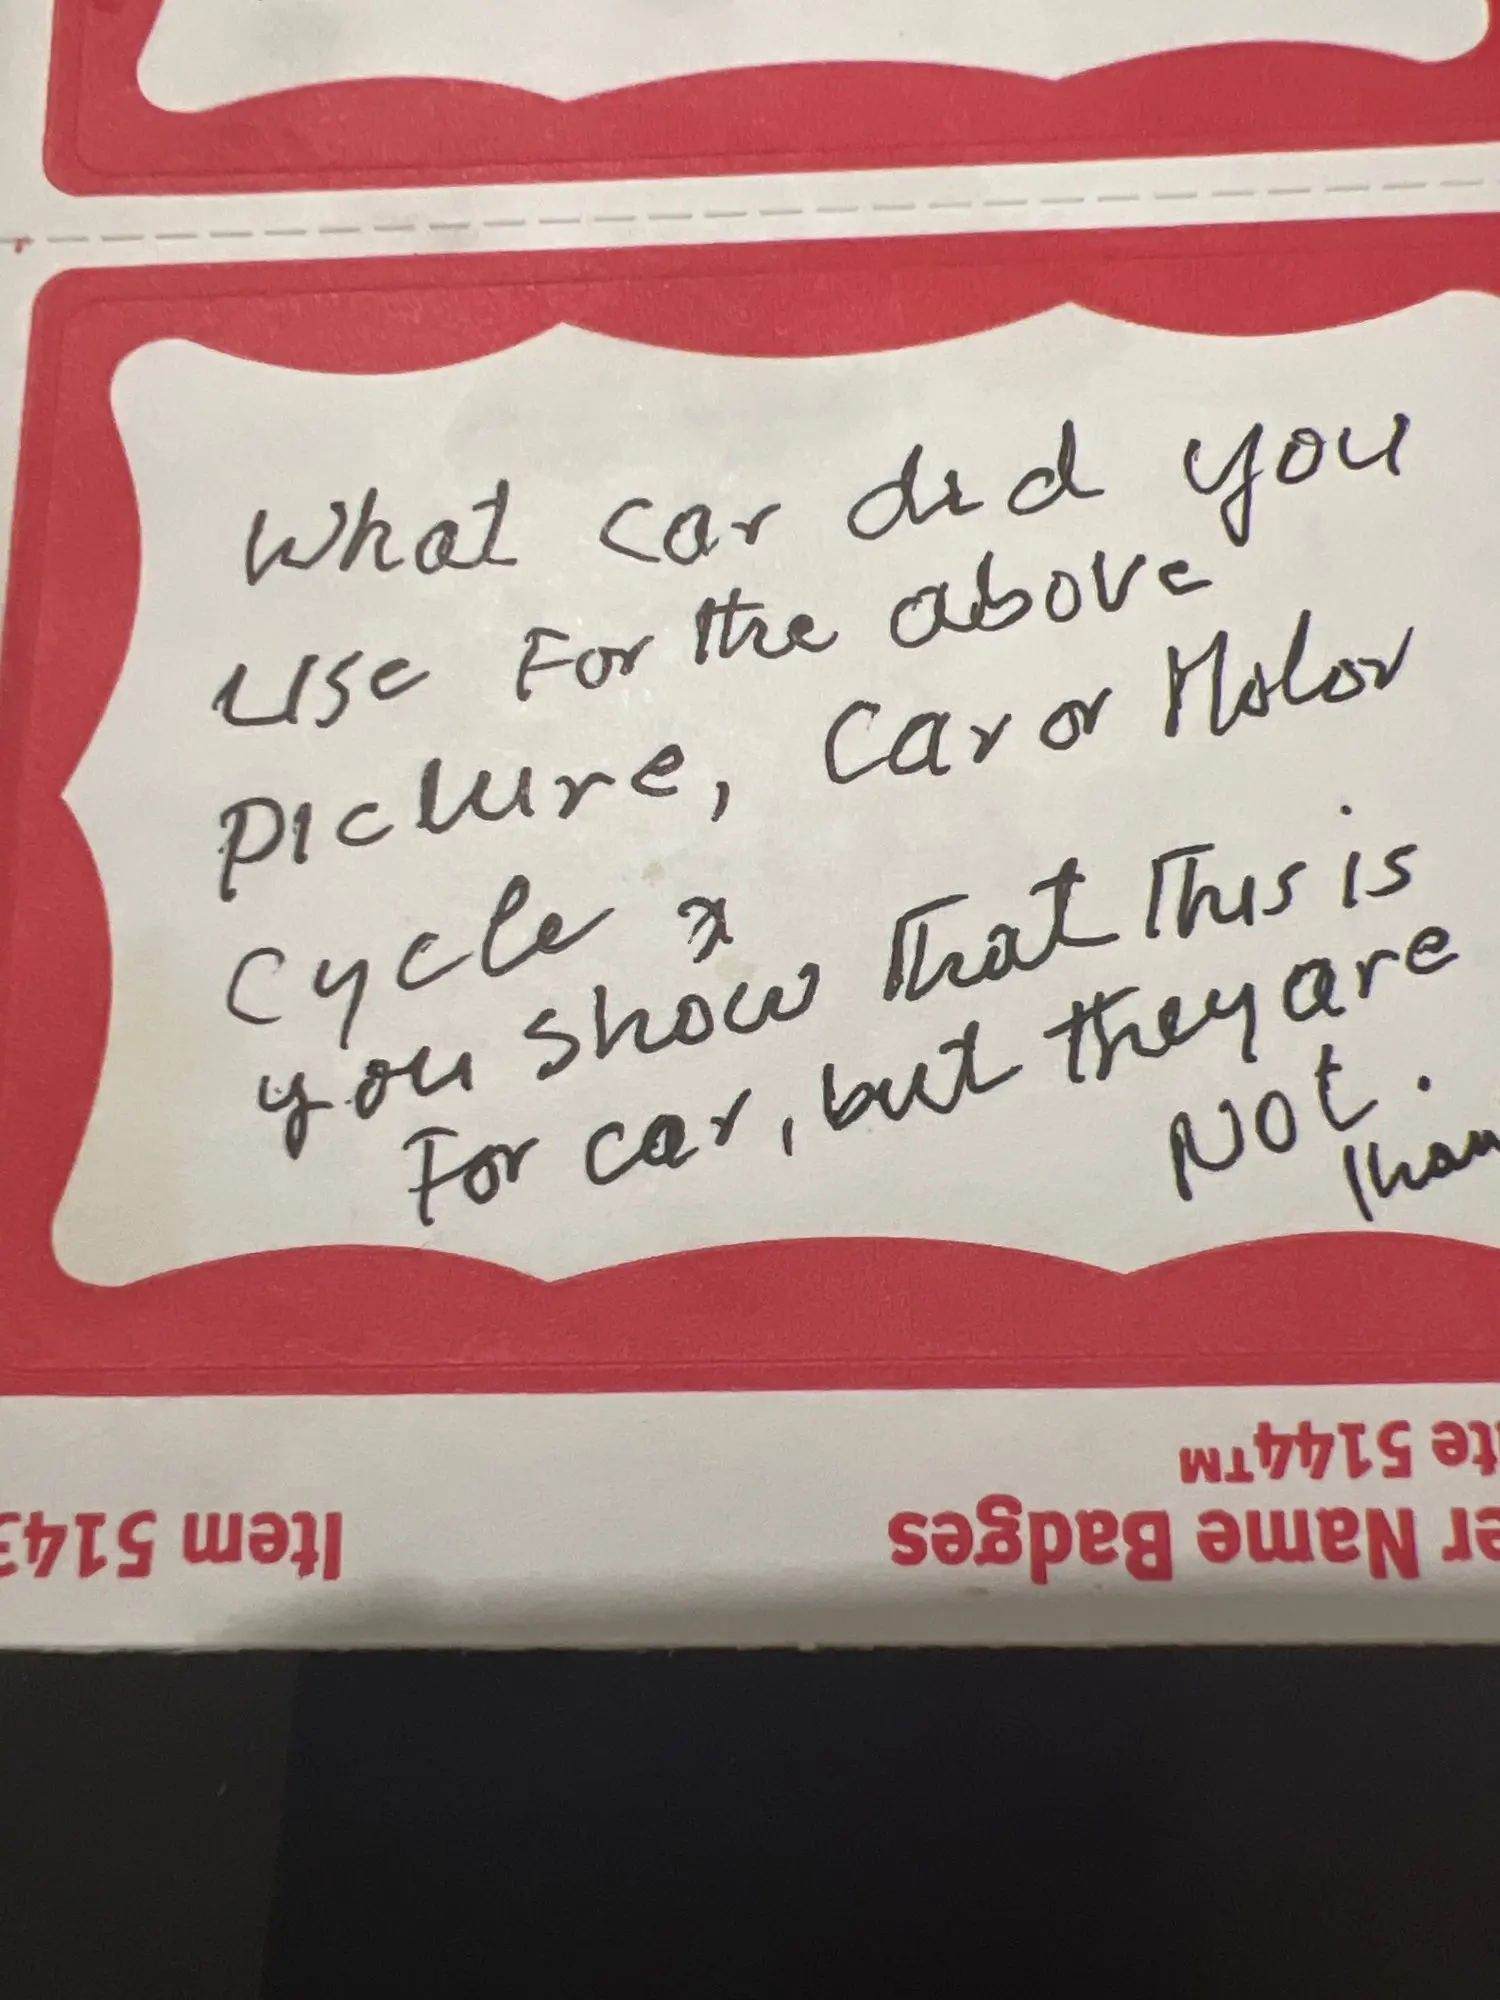 What car did you
use For the above
picture, Car or Motor
cycle
you show that This is
For car, but they are
Not.
te 5144™
er Name Badges
Item 5143